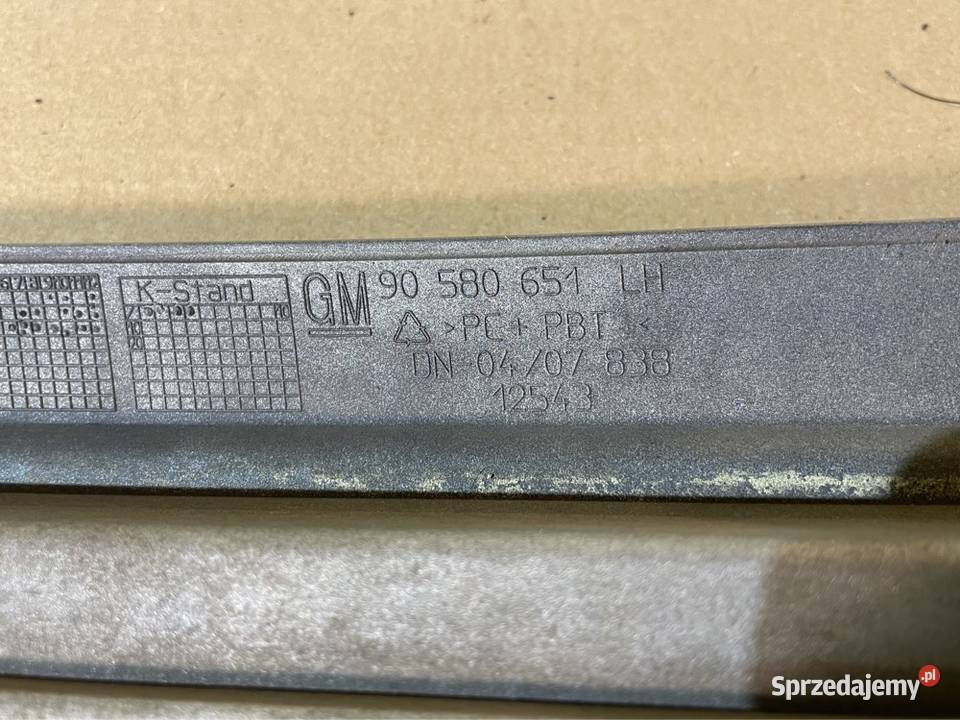 K-Stand
GM 90 580 651 LH
>PC+PBT<
DN 04/07 838
12543
Sprzedajemy.pl